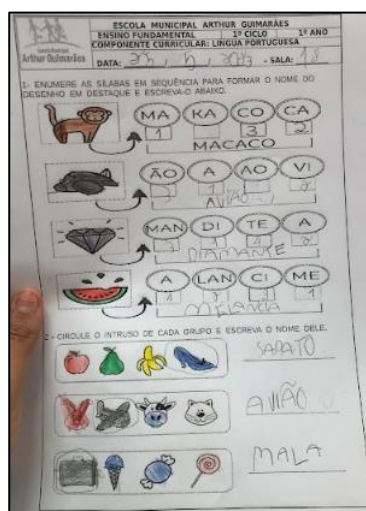 ESCOLA MUNICIPAL ARTHUR GUIMARÃES
ENSINO FUNDAMENTAL 1º CICLO 1º ANO
COMPONENTE CURRICULAR: LÍNGUA PORTUGUESA
Arthur Guimarães
DATA: - SALA:
1- ENUMERE AS SÍLABAS EM SEQUÊNCIA PARA FORMAR O NOME DO
DESENHO EM DESTAQUE E ESCREVA-O ABAIXO.
MA KA CO CA
1 3 2
MACACO
ÃO A AO VI
AVIÃO
MAN DI TE A
DIAMANTE
A LAN CI ME
MELANCIA
2 - CIRCULE O INTRUSO DE CADA GRUPO E ESCREVA O NOME DELE.
SAPATO
AVIÃO
MALA